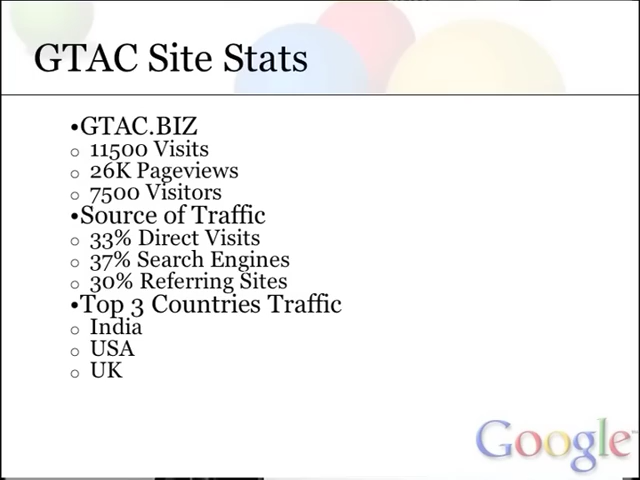 GTAC Site Stats
•GTAC.BIZ
○ 11500 Visits
○ 26K Pageviews
○ 7500 Visitors
•Source of Traffic
○ 33% Direct Visits
○ 37% Search Engines
○ 30% Referring Sites
•Top 3 Countries Traffic
○ India
○ USA
○ UK
Google™